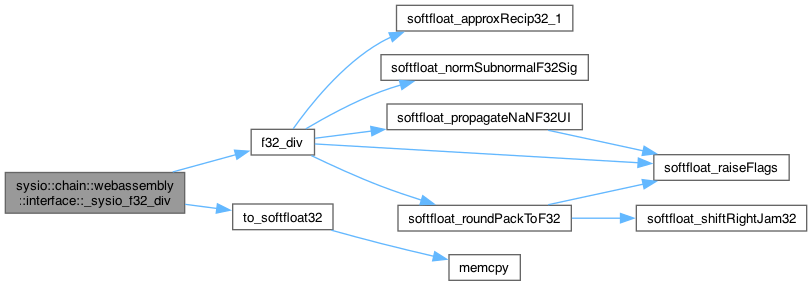 softfloat_approxRecip32_1
softfloat_normSubnormalF32Sig
softfloat_propagateNaNF32UI
f32_div
softfloat_raiseFlags
sysio::chain::webassembly
::interface::_sysio_f32_div
to_softfloat32
softfloat_roundPackToF32
softfloat_shiftRightJam32
memcpy